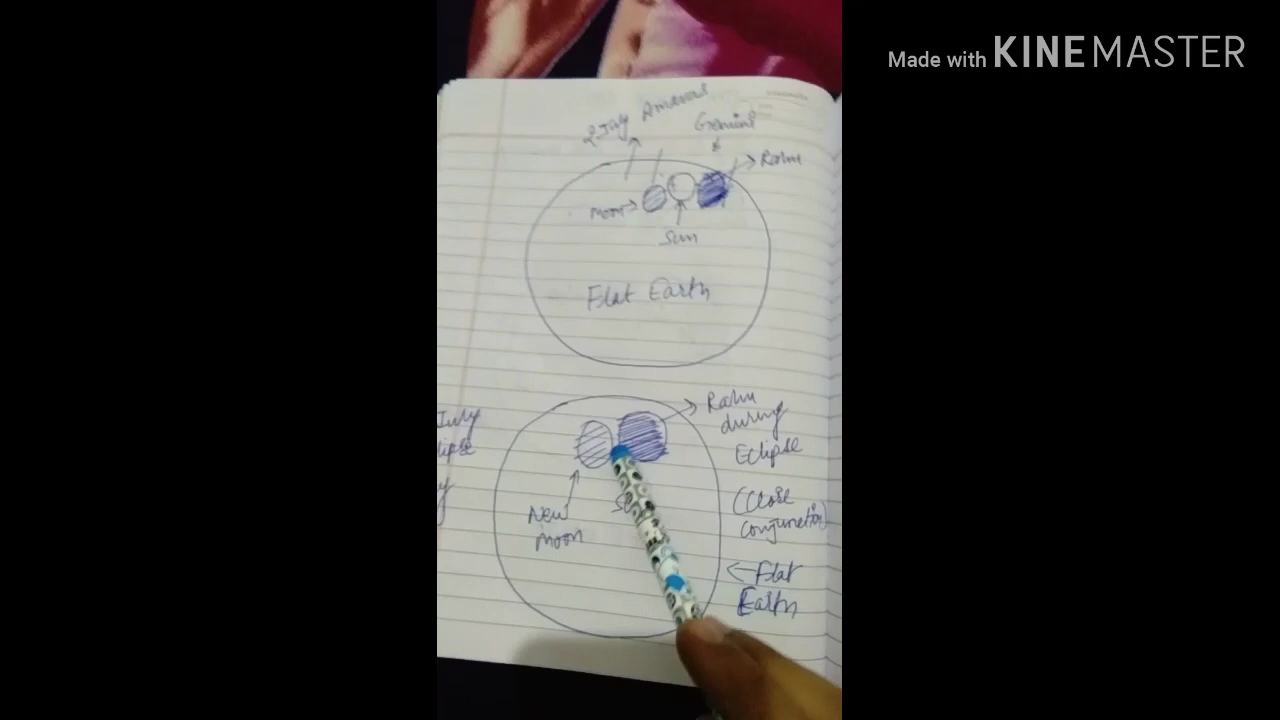 Made with KINEMASTER
2 July Amavas
Gemini
Rahu
Moon
Sun
Flat Earth
Rahu
during
Eclipse
(Close
conjunction)
New
Moon
Flat
Earth
July